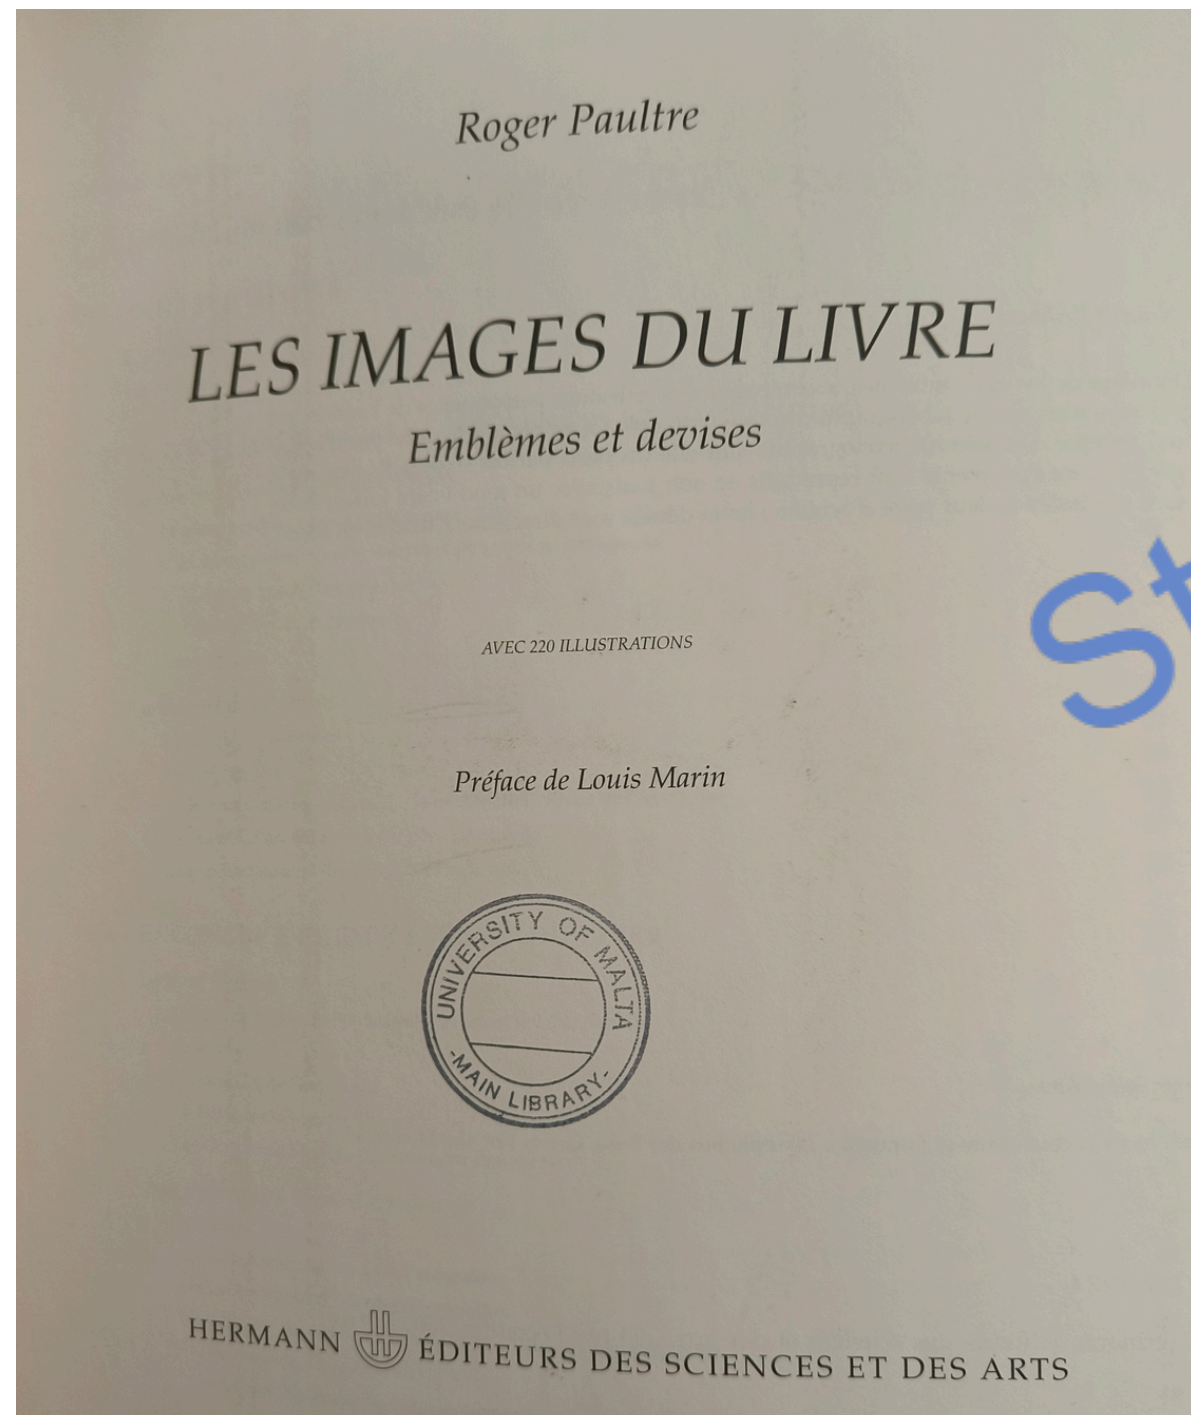 Roger Paultre
LES IMAGES DU LIVRE
Emblèmes et devises
St
AVEC 220 ILLUSTRATIONS
Préface de Louis Marin
UNIVERSITY OF MALTA
-MAIN LIBRARY-
HERMANN ÉDITEURS DES SCIENCES ET DES ARTS